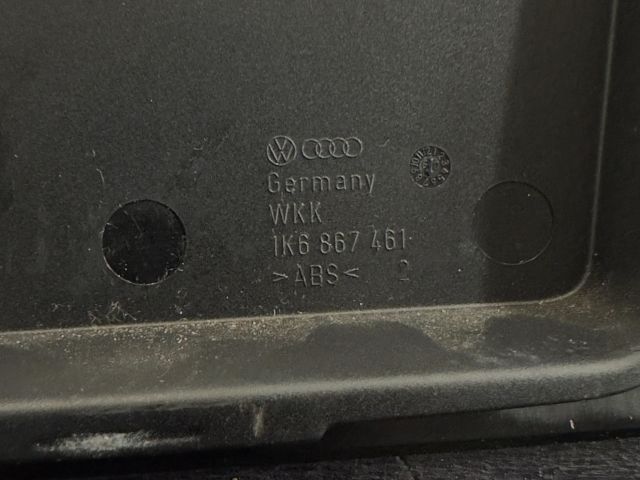 Germany
WKK
1K6 867 461
>ABS< 2